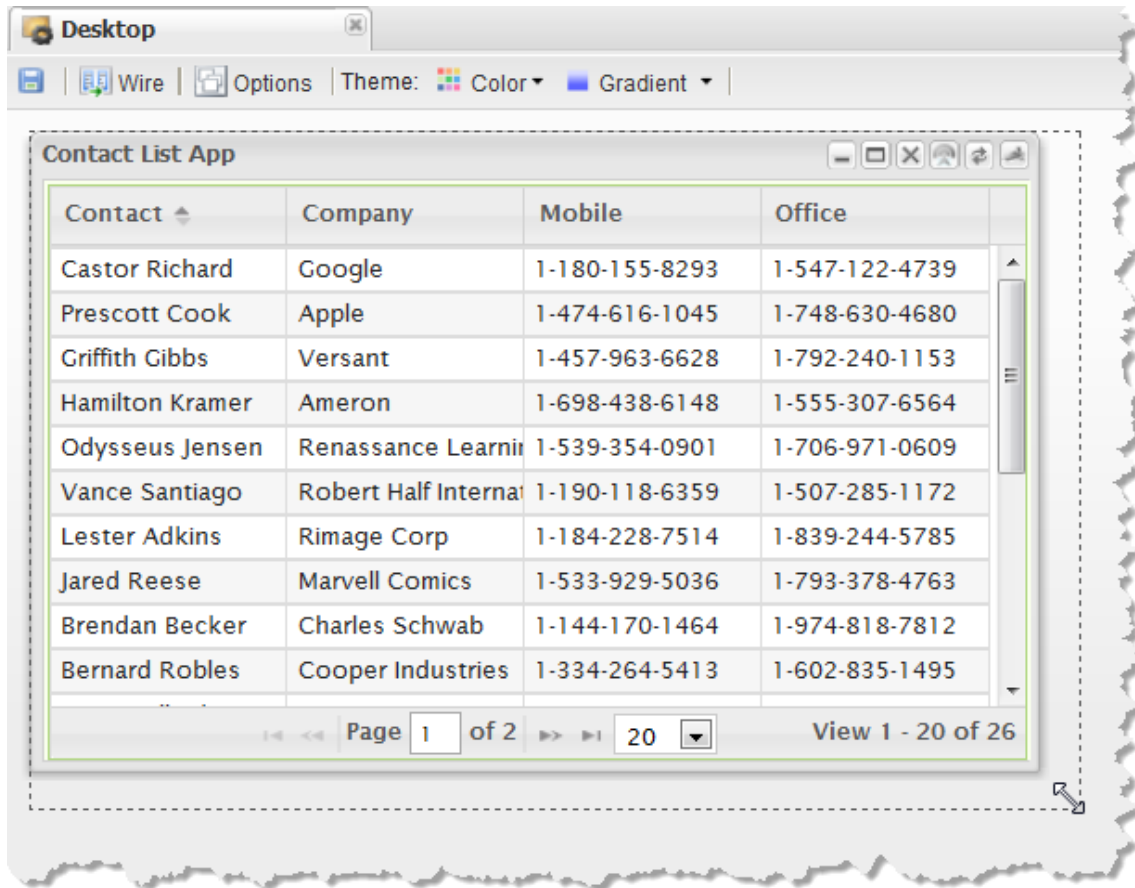 Desktop
Wire Options Theme: Color Gradient
Contact List App
Contact Company Mobile Office
Castor Richard Google 1-180-155-8293 1-547-122-4739
Prescott Cook Apple 1-474-616-1045 1-748-630-4680
Griffith Gibbs Versant 1-457-963-6628 1-792-240-1153
Hamilton Kramer Ameron 1-698-438-6148 1-555-307-6564
Odysseus Jensen Renassance Learnin 1-539-354-0901 1-706-971-0609
Vance Santiago Robert Half Internat 1-190-118-6359 1-507-285-1172
Lester Adkins Rimage Corp 1-184-228-7514 1-839-244-5785
Jared Reese Marvell Comics 1-533-929-5036 1-793-378-4763
Brendan Becker Charles Schwab 1-144-170-1464 1-974-818-7812
Bernard Robles Cooper Industries 1-334-264-5413 1-602-835-1495
Page 1 of 2 20 View 1 - 20 of 26